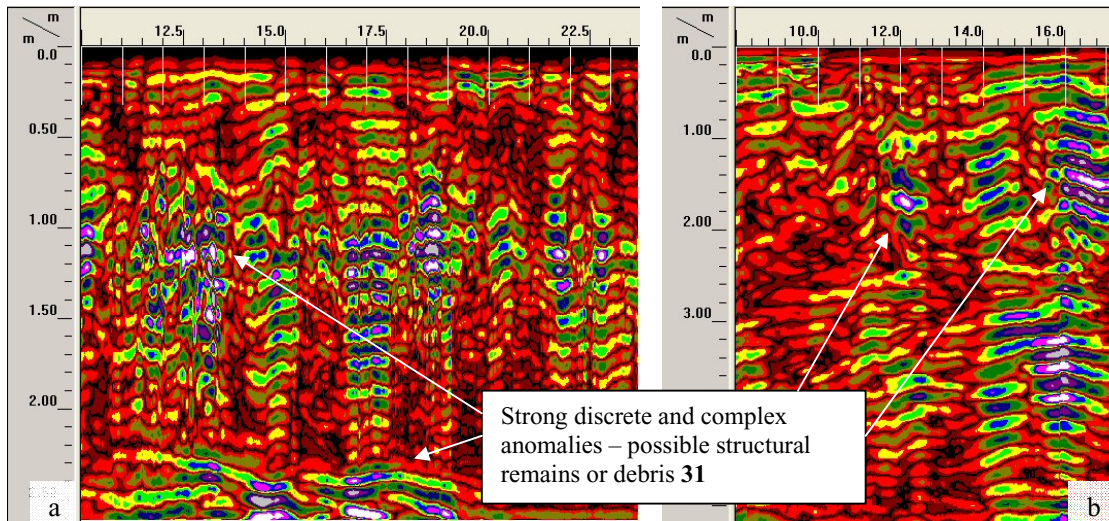 m
m
12.5 15.0 17.5 20.0 22.5
0.0
0.50
1.00
1.50
2.00
a
m
m
10.0 12.0 14.0 16.0
0.0
1.00
2.00
3.00
b
Strong discrete and complex
anomalies – possible structural
remains or debris 31